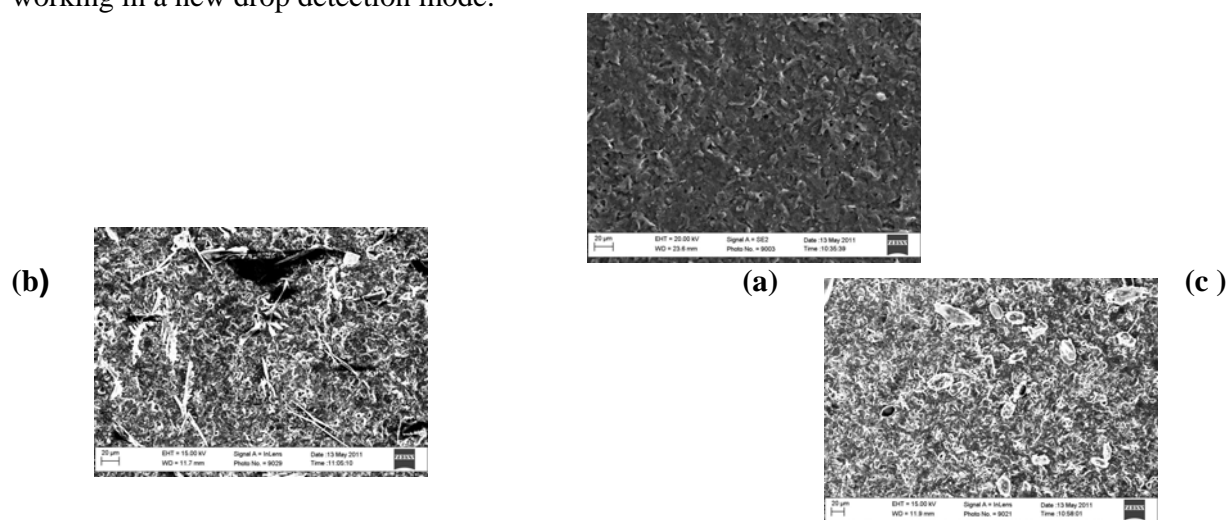 working in a new drop detection mode.
20 µm
EHT = 20.00 kV
Signal A = SE2
Date :13 May 2011
WD = 23.6 mm
Photo No. = 9003
Time :10:35:39
ZEISS
(b)
(a)
(c )
20 µm
EHT = 15.00 kV
Signal A = InLens
Date :13 May 2011
WD = 11.7 mm
Photo No. = 9029
Time :11:05:10
ZEISS
20 µm
EHT = 15.00 kV
Signal A = InLens
Date :13 May 2011
WD = 11.9 mm
Photo No. = 9021
Time :10:58:01
ZEISS